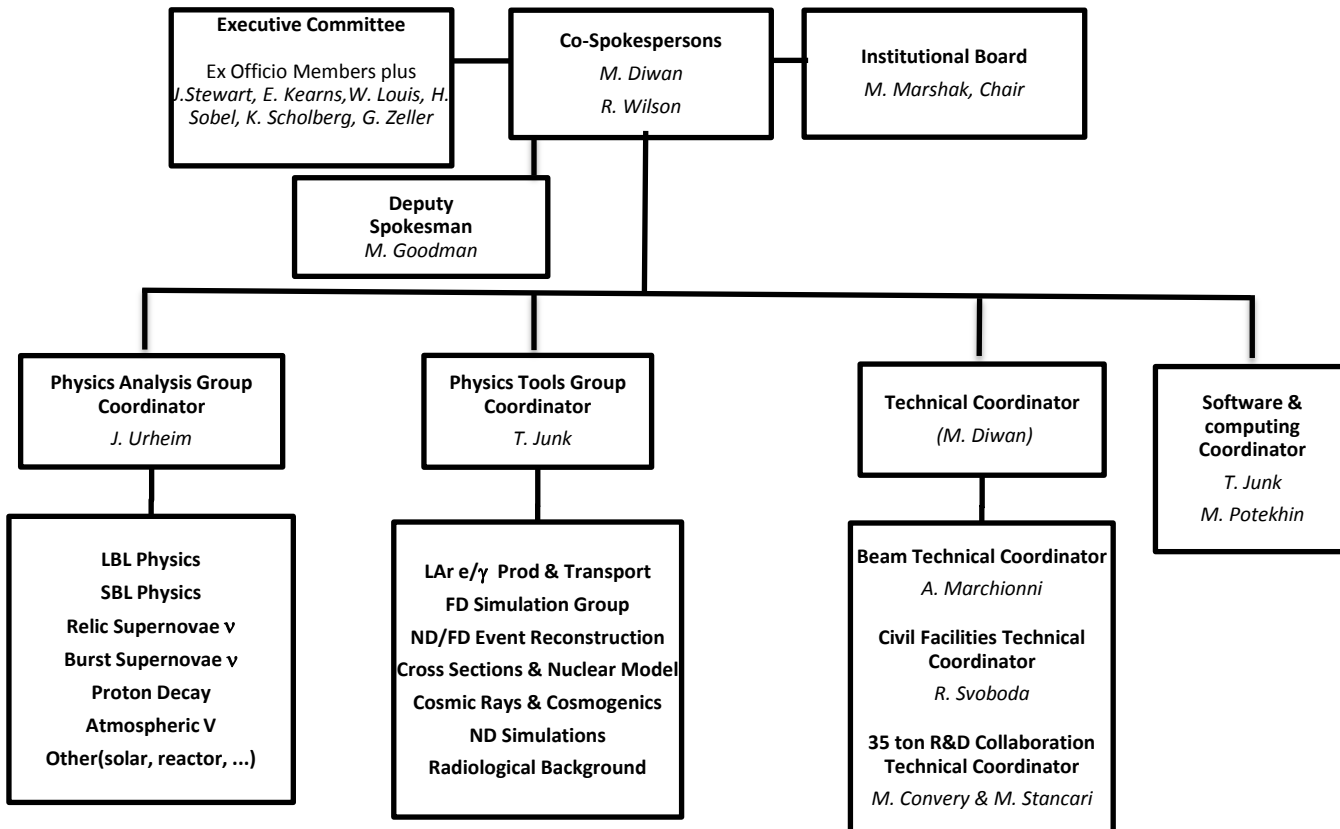 Executive Committee
Ex Officio Members plus
J.Stewart, E. Kearns,W. Louis, H.
Sobel, K. Scholberg, G. Zeller
Co-Spokespersons
M. Diwan
R. Wilson
Institutional Board
M. Marshak, Chair
Deputy
Spokesman
M. Goodman
Physics Analysis Group
Coordinator
J. Urheim
Physics Tools Group
Coordinator
T. Junk
Technical Coordinator
(M. Diwan)
Software &
computing
Coordinator
T. Junk
M. Potekhin
LBL Physics
SBL Physics
Relic Supernovae ν
Burst Supernovae ν
Proton Decay
Atmospheric V
Other(solar, reactor, ...)
LAr e/γ Prod & Transport
FD Simulation Group
ND/FD Event Reconstruction
Cross Sections & Nuclear Model
Cosmic Rays & Cosmogenics
ND Simulations
Radiological Background
Beam Technical Coordinator
A. Marchionni
Civil Facilities Technical
Coordinator
R. Svoboda
35 ton R&D Collaboration
Technical Coordinator
M. Convery & M. Stancari